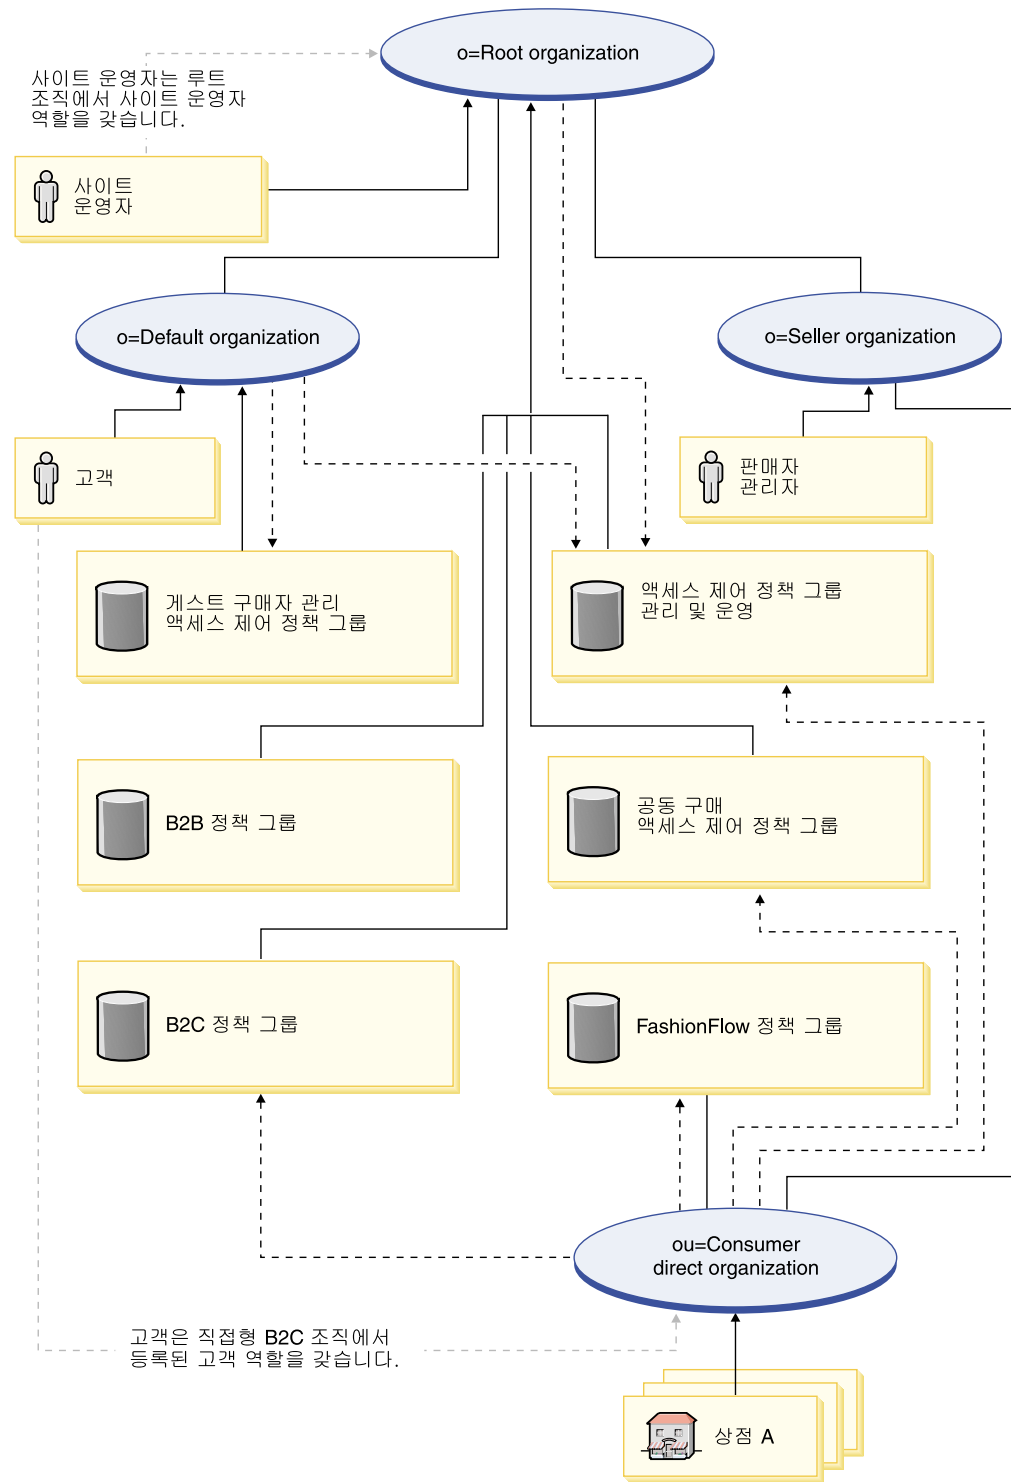 o=Root organization
사이트 운영자는 루트
조직에서 사이트 운영자
역할을 갖습니다.
사이트
운영자
o=Default organization
o=Seller organization
고객
판매자
관리자
게스트 구매자 관리
액세스 제어 정책 그룹
액세스 제어 정책 그룹
관리 및 운영
B2B 정책 그룹
공동 구매
액세스 제어 정책 그룹
B2C 정책 그룹
FashionFlow 정책 그룹
ou=Consumer
direct organization
고객은 직접형 B2C 조직에서
등록된 고객 역할을 갖습니다.
상점 A